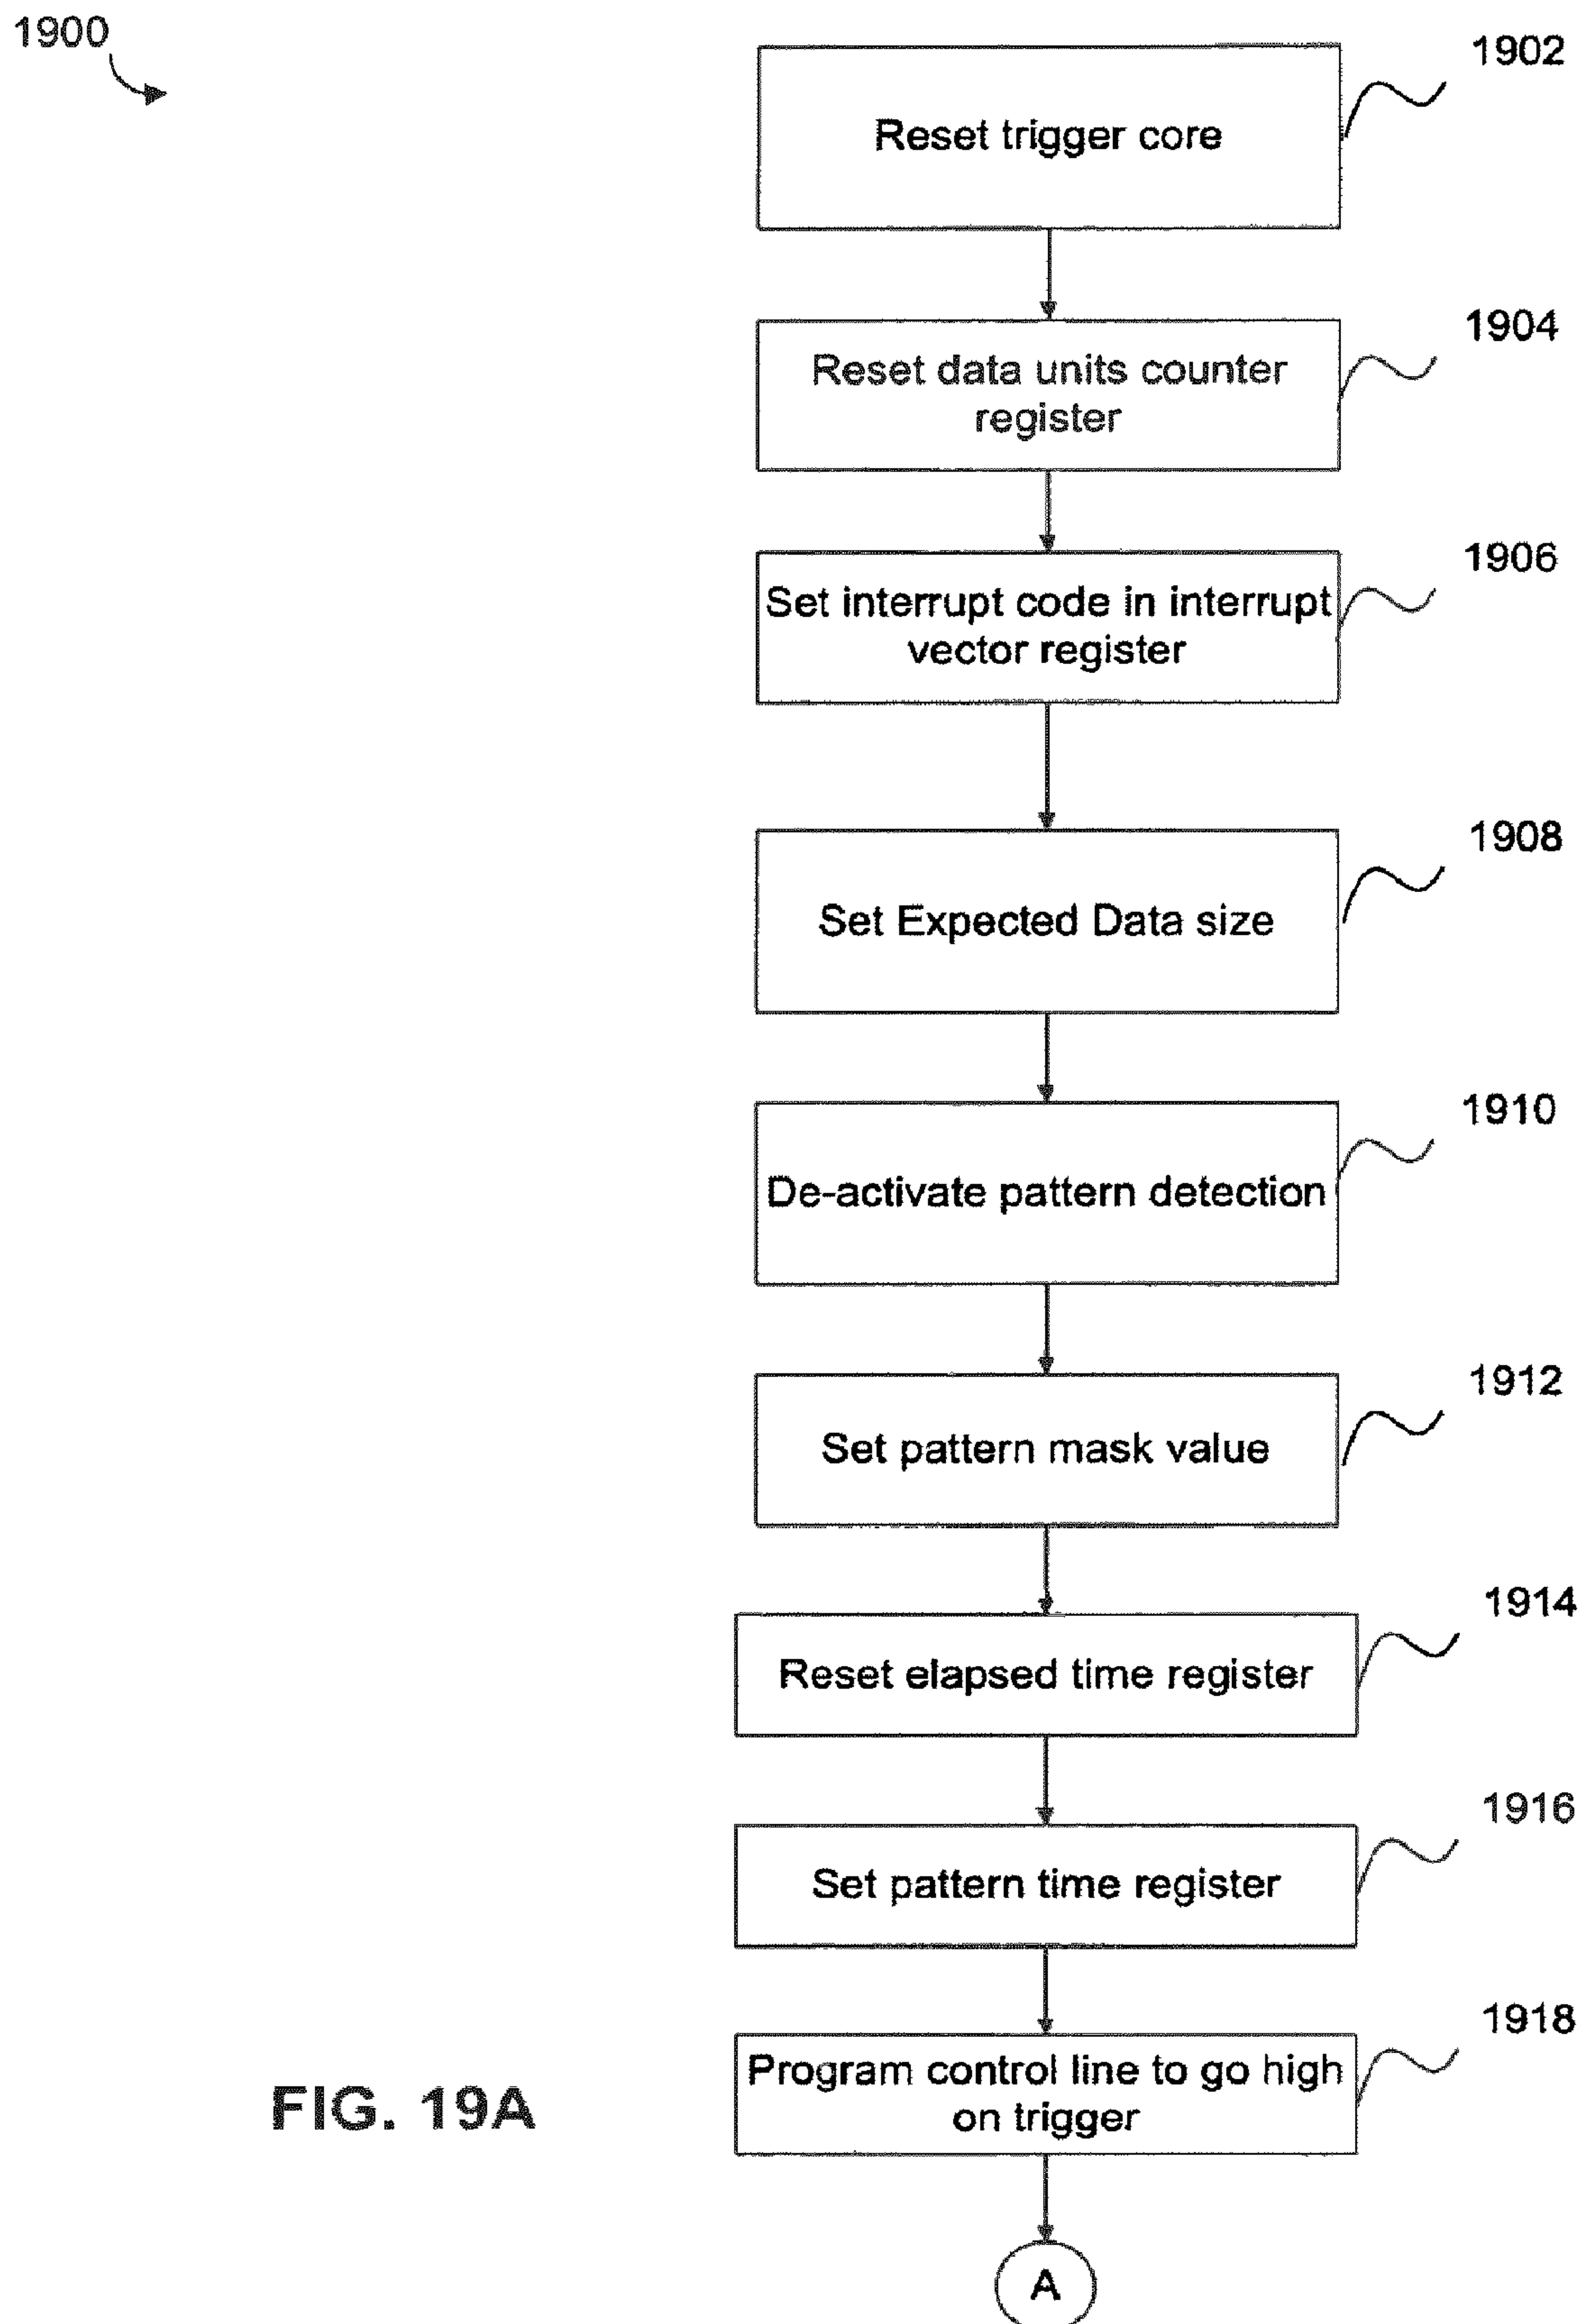 1900
1902
Reset trigger core
1904
Reset data units counter
register
1906
Set interrupt code in interrupt
vector register
1908
Set Expected Data size
1910
De-activate pattern detection
1912
Set pattern mask value
1914
Reset elapsed time register
1916
Set pattern time register
1918
Program control line to go high
on trigger
FIG. 19A
A